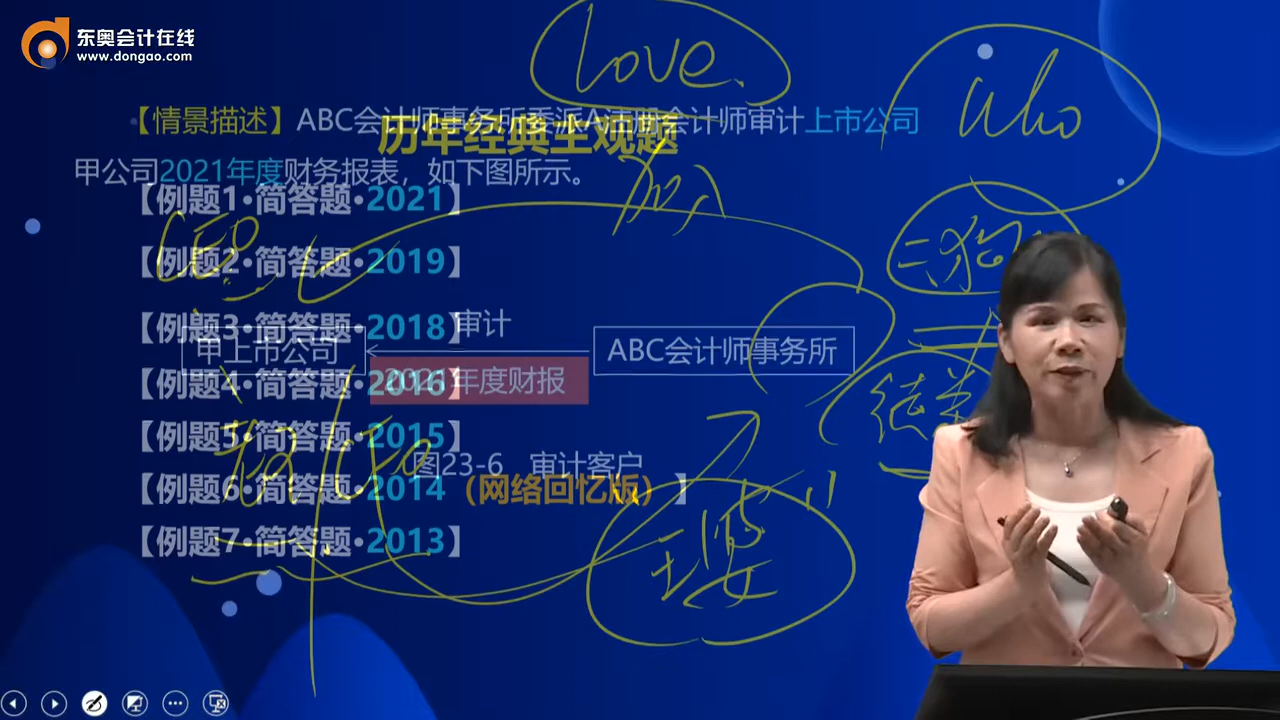 东奥会计在线
www.dongao.com
Love.
who
【情景描述】ABC会计师事务所委派A注册会计师审计上市公司
历年经典主观题
甲公司2021年度财务报表，如下图所示。
加入
【例题1•简答题•2021】
CEO
二狗
【例题2•简答题•2019】
【例题3•简答题•2018】
审计
甲上市公司
ABC会计师事务所
【例题4•简答题•2016】
2021年度财报
【例题5•简答题•2015】
图23-6 审计客户
【例题6•简答题•2014（网络回忆版）】
【例题7•简答题•2013】